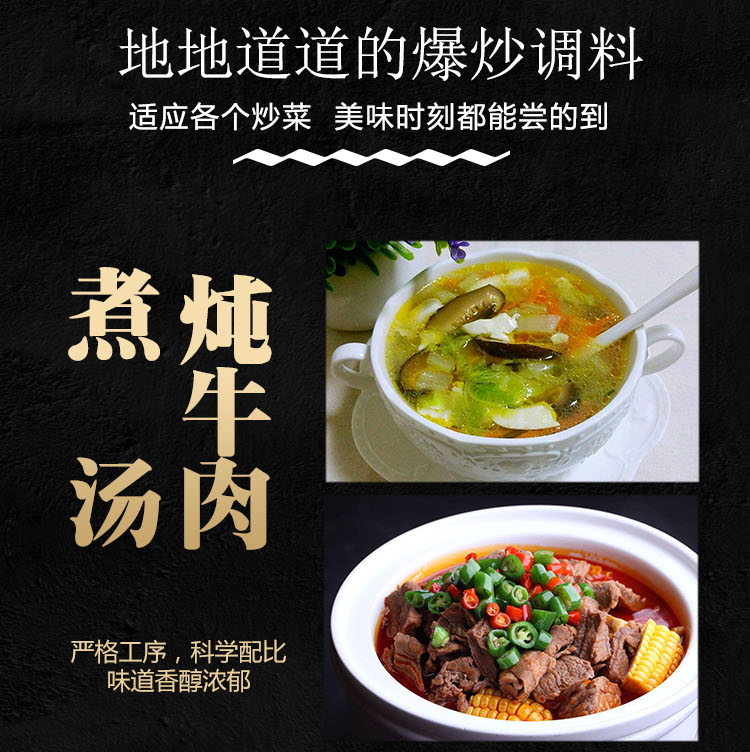 地地道道的爆炒调料
适应各个炒菜 美味时刻都能尝的到
炖牛肉
煮汤
严格工序，科学配比
味道香醇浓郁